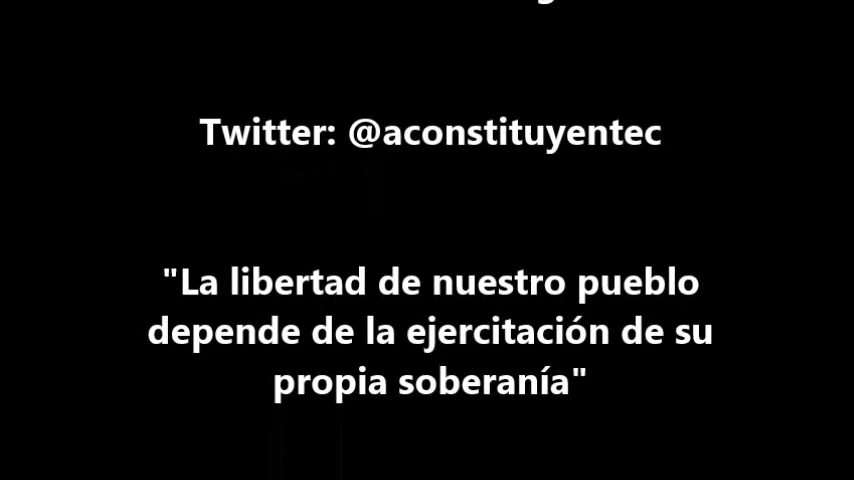 Twitter: @aconstituyentec
"La libertad de nuestro pueblo
depende de la ejercitación de su
propia soberanía"